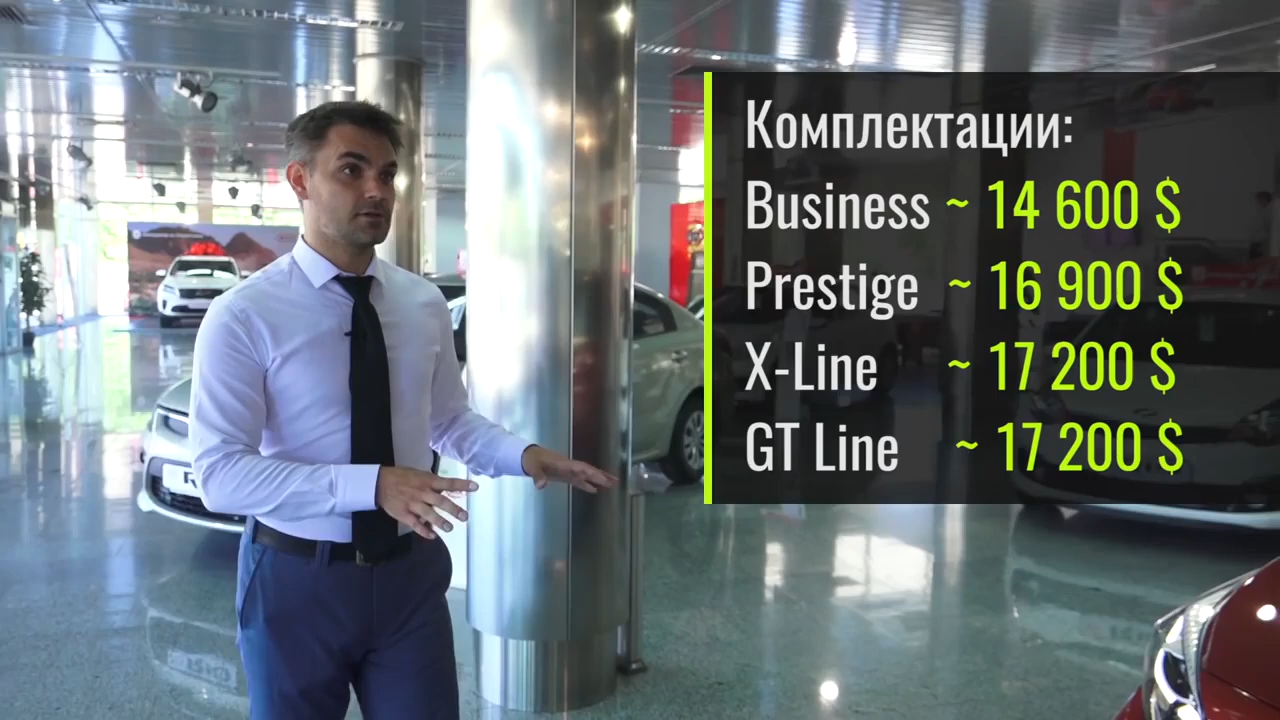 Комплектации:
Business ~ 14 600 $
Prestige ~ 16 900 $
X-Line ~ 17 200 $
GT Line ~ 17 200 $